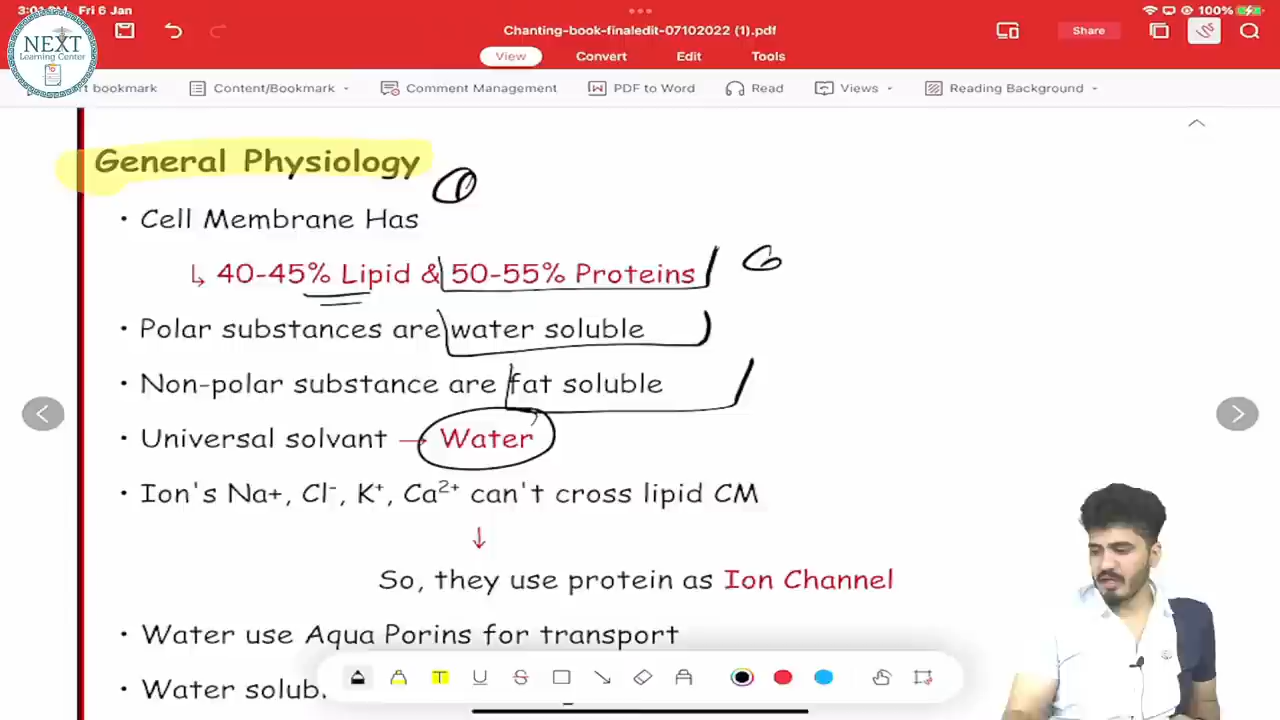 3:01 PM Fri 6 Jan
100%
NEXT
Learning Center
Chanting-book-finaledit-07102022 (1).pdf
Share
View Convert Edit Tools
bookmark Content/Bookmark Comment Management PDF to Word Read Views Reading Background
General Physiology
①
• Cell Membrane Has
↳ 40-45% Lipid & 50-55% Proteins
• Polar substances are water soluble
• Non-polar substance are fat soluble
• Universal solvant → Water
• Ion's Na+, Cl⁻, K⁺, Ca²⁺ can't cross lipid CM
↓
So, they use protein as Ion Channel
• Water use Aqua Porins for transport
• Water